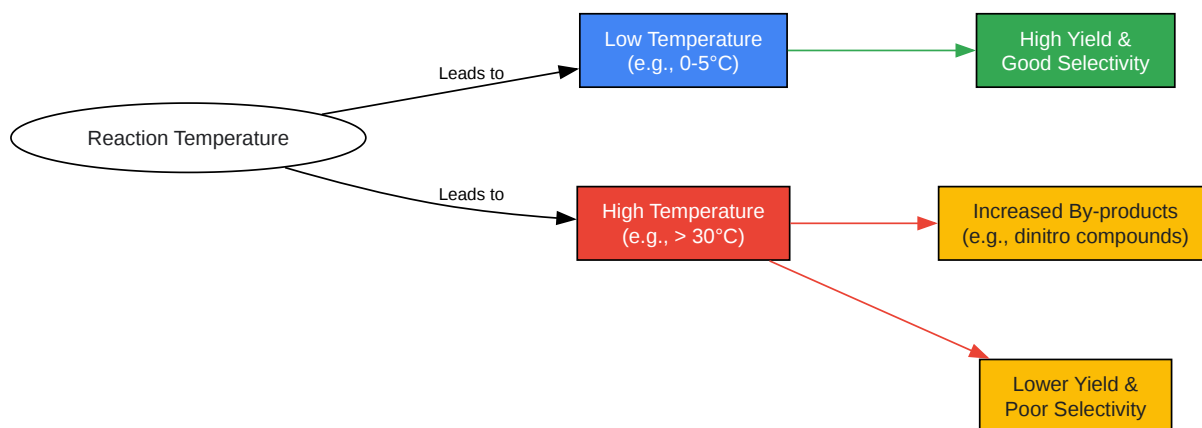 Reaction Temperature
Leads to
Low Temperature
(e.g., 0-5°C)
High Yield &
Good Selectivity
Leads to
High Temperature
(e.g., > 30°C)
Increased By-products
(e.g., dinitro compounds)
Lower Yield &
Poor Selectivity